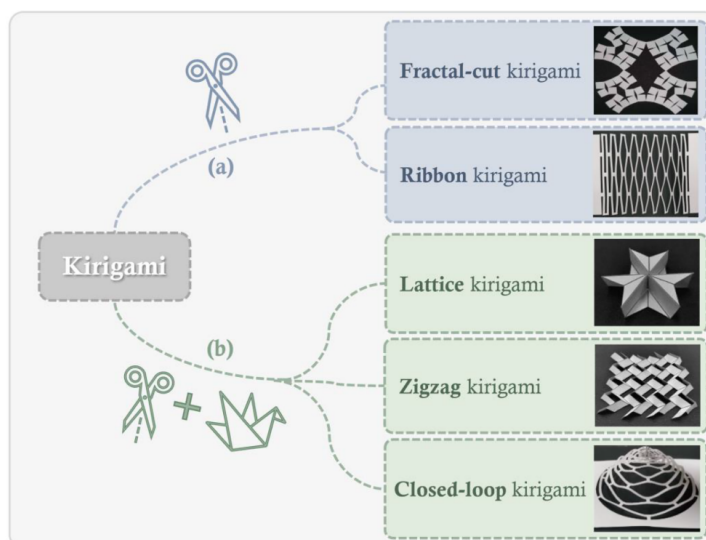 Fractal-cut kirigami
(a)
Ribbon kirigami
Kirigami
Lattice kirigami
(b)
Zigzag kirigami
Closed-loop kirigami